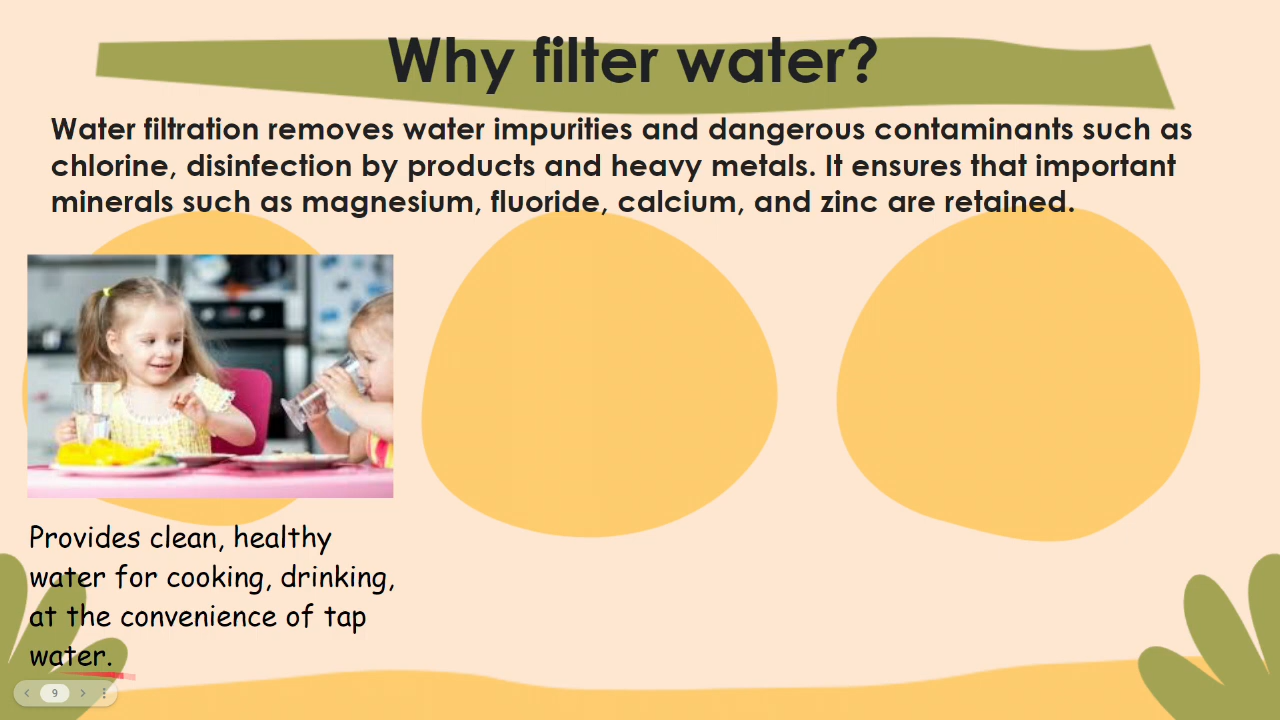 Why filter water?
Water filtration removes water impurities and dangerous contaminants such as
chlorine, disinfection by products and heavy metals. It ensures that important
minerals such as magnesium, fluoride, calcium, and zinc are retained.
Provides clean, healthy
water for cooking, drinking,
at the convenience of tap
water.
9